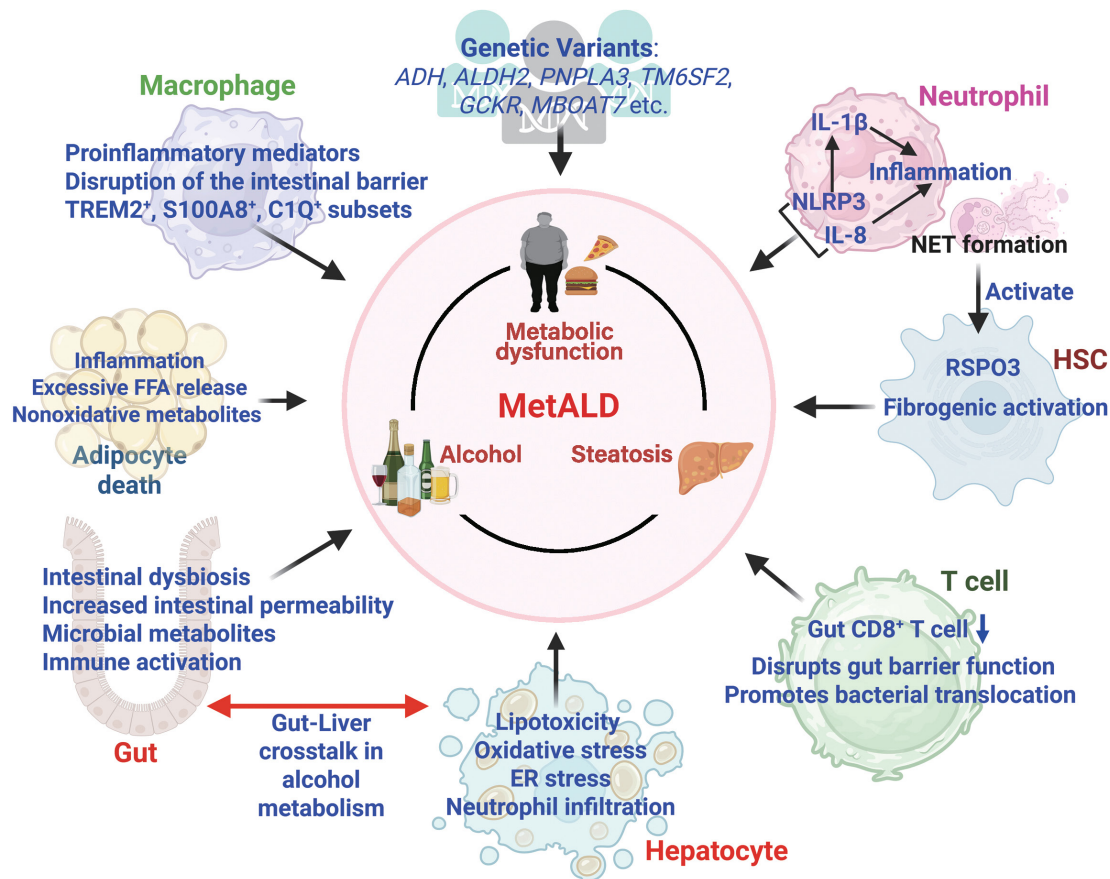 Genetic Variants:
ADH, ALDH2, PNPLA3, TM6SF2,
GCKR, MBOAT7 etc.
Macrophage
Proinflammatory mediators
Disruption of the intestinal barrier
TREM2⁺, S100A8⁺, C1Q⁺ subsets
Neutrophil
IL-1β
Inflammation
NLRP3
IL-8
NET formation
Activate
HSC
RSPO3
Fibrogenic activation
Metabolic
dysfunction
MetALD
Alcohol
Steatosis
Inflammation
Excessive FFA release
Nonoxidative metabolites
Adipocyte
death
Intestinal dysbiosis
Increased intestinal permeability
Microbial metabolites
Immune activation
Gut
Gut-Liver
crosstalk in
alcohol
metabolism
Lipotoxicity
Oxidative stress
ER stress
Neutrophil infiltration
Hepatocyte
T cell
Gut CD8⁺ T cell
Disrupts gut barrier function
Promotes bacterial translocation